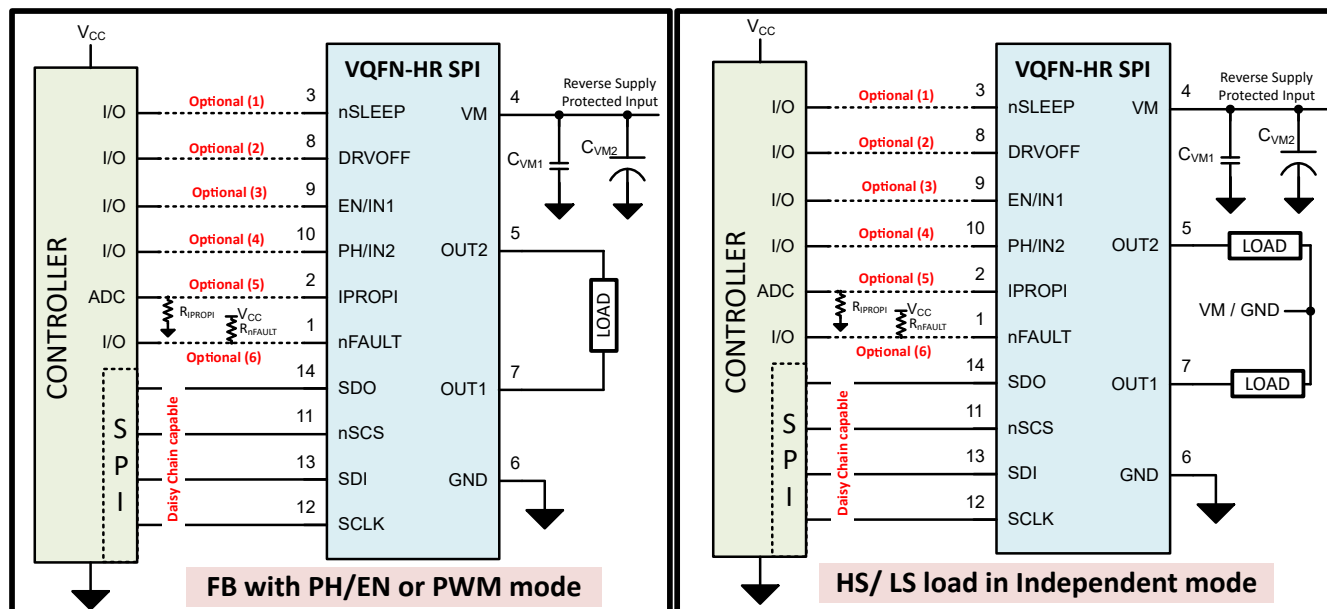 VCC
VQFN-HR SPI
CONTROLLER
I/O
Optional (1)
3
nSLEEP
VM
4
Reverse Supply
Protected Input
CVM1
CVM2
I/O
Optional (2)
8
DRVOFF
I/O
Optional (3)
9
EN/IN1
I/O
Optional (4)
10
PH/IN2
OUT2
5
ADC
Optional (5)
2
IPROPI
RIPROPI
VCC
RnFAULT
LOAD
I/O
Optional (6)
1
nFAULT
SPI
Daisy Chain capable
14
SDO
OUT1
7
11
nSCS
13
SDI
GND
6
12
SCLK
FB with PH/EN or PWM mode
VCC
VQFN-HR SPI
CONTROLLER
I/O
Optional (1)
3
nSLEEP
VM
4
Reverse Supply
Protected Input
CVM1
CVM2
I/O
Optional (2)
8
DRVOFF
I/O
Optional (3)
9
EN/IN1
I/O
Optional (4)
10
PH/IN2
OUT2
5
LOAD
ADC
Optional (5)
2
IPROPI
RIPROPI
VCC
RnFAULT
VM / GND
I/O
Optional (6)
1
nFAULT
SPI
Daisy Chain capable
14
SDO
OUT1
7
LOAD
11
nSCS
13
SDI
GND
6
12
SCLK
HS/ LS load in Independent mode